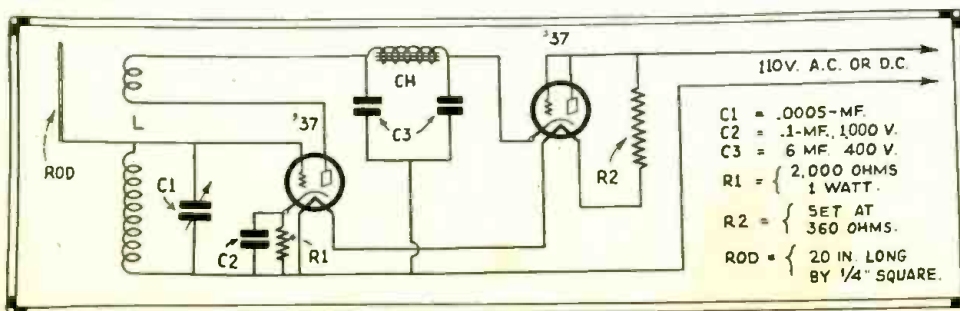 '37
CH
110V. A.C. OR D.C.
L
'37
C3
ROD
C1
R2
C2
R1
C1 = .0005-MF.
C2 = .1-MF., 1,000 V.
C3 = 6 MF. 400 V.
R1 = { 2,000 OHMS
1 WATT.
R2 = { SET AT
360 OHMS.
ROD = { 20 IN. LONG
BY 1/4" SQUARE.